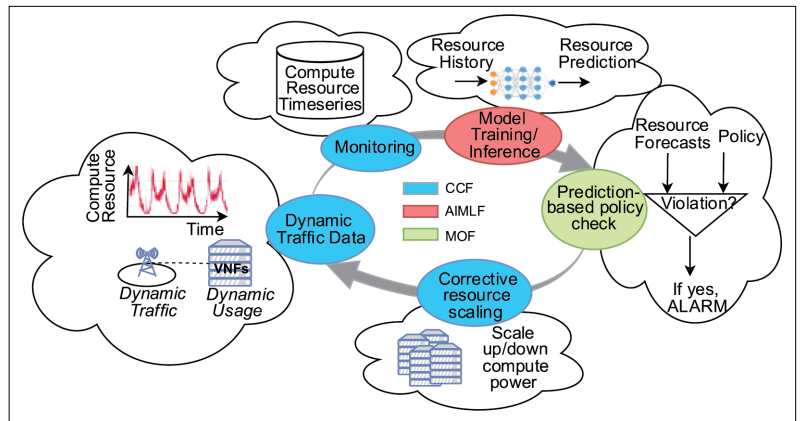 Compute
Resource
Timeseries
Resource
History
Resource
Prediction
Monitoring
Model
Training/
Inference
Resource
Forecasts
Policy
Violation?
If yes,
ALARM
Prediction-
based policy
check
CCF
AIMLF
MOF
Compute
Resource
Time
VNFs
Dynamic
Traffic
Dynamic
Usage
Dynamic
Traffic Data
Corrective
resource
scaling
Scale
up/down
compute
power